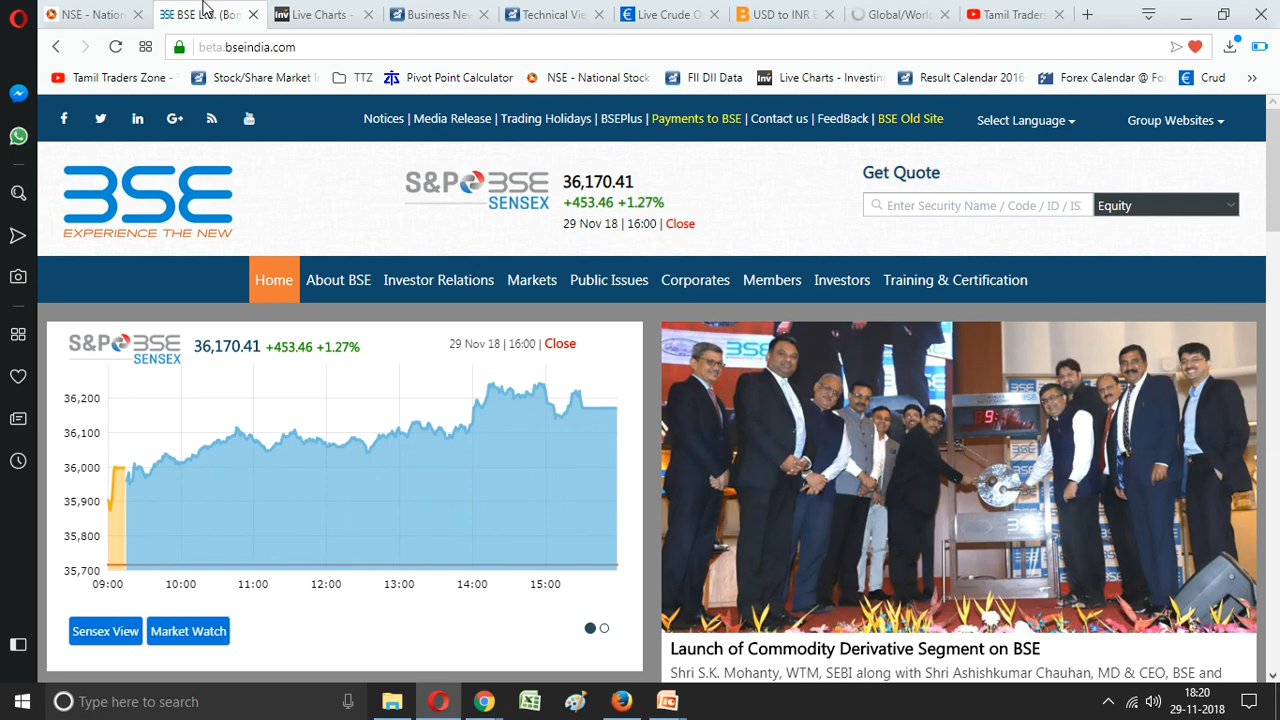 NSE - Nation
BSE Ltd. (Bon
Inv Live Charts -
Business New
Technical Vie
Live Crude O
USD to INR E
Global/World
Tamil Traders
beta.bseindia.com
Tamil Traders Zone -
Stock/Share Market I
TTZ
Pivot Point Calculator
NSE - National Stock
FII DII Data
Inv Live Charts - Investin
Result Calendar 2016
Forex Calendar @ Fo
Crud
Notices | Media Release | Trading Holidays | BSEPlus | Payments to BSE | Contact us | FeedBack | BSE Old Site
Select Language
Group Websites
BSE
EXPERIENCE THE NEW
S&P BSE
SENSEX
36,170.41
+453.46 +1.27%
29 Nov 18 | 16:00 | Close
Get Quote
Enter Security Name / Code / ID / IS
Equity
Home
About BSE
Investor Relations
Markets
Public Issues
Corporates
Members
Investors
Training & Certification
S&P BSE
SENSEX
36,170.41 +453.46 +1.27%
29 Nov 18 | 16:00 | Close
36,200
36,100
36,000
35,900
35,800
35,700
09:00
10:00
11:00
12:00
13:00
14:00
15:00
Sensex View
Market Watch
Launch of Commodity Derivative Segment on BSE
Shri S.K. Mohanty, WTM, SEBI along with Shri Ashishkumar Chauhan, MD & CEO, BSE and
Type here to search
18:20
29-11-2018